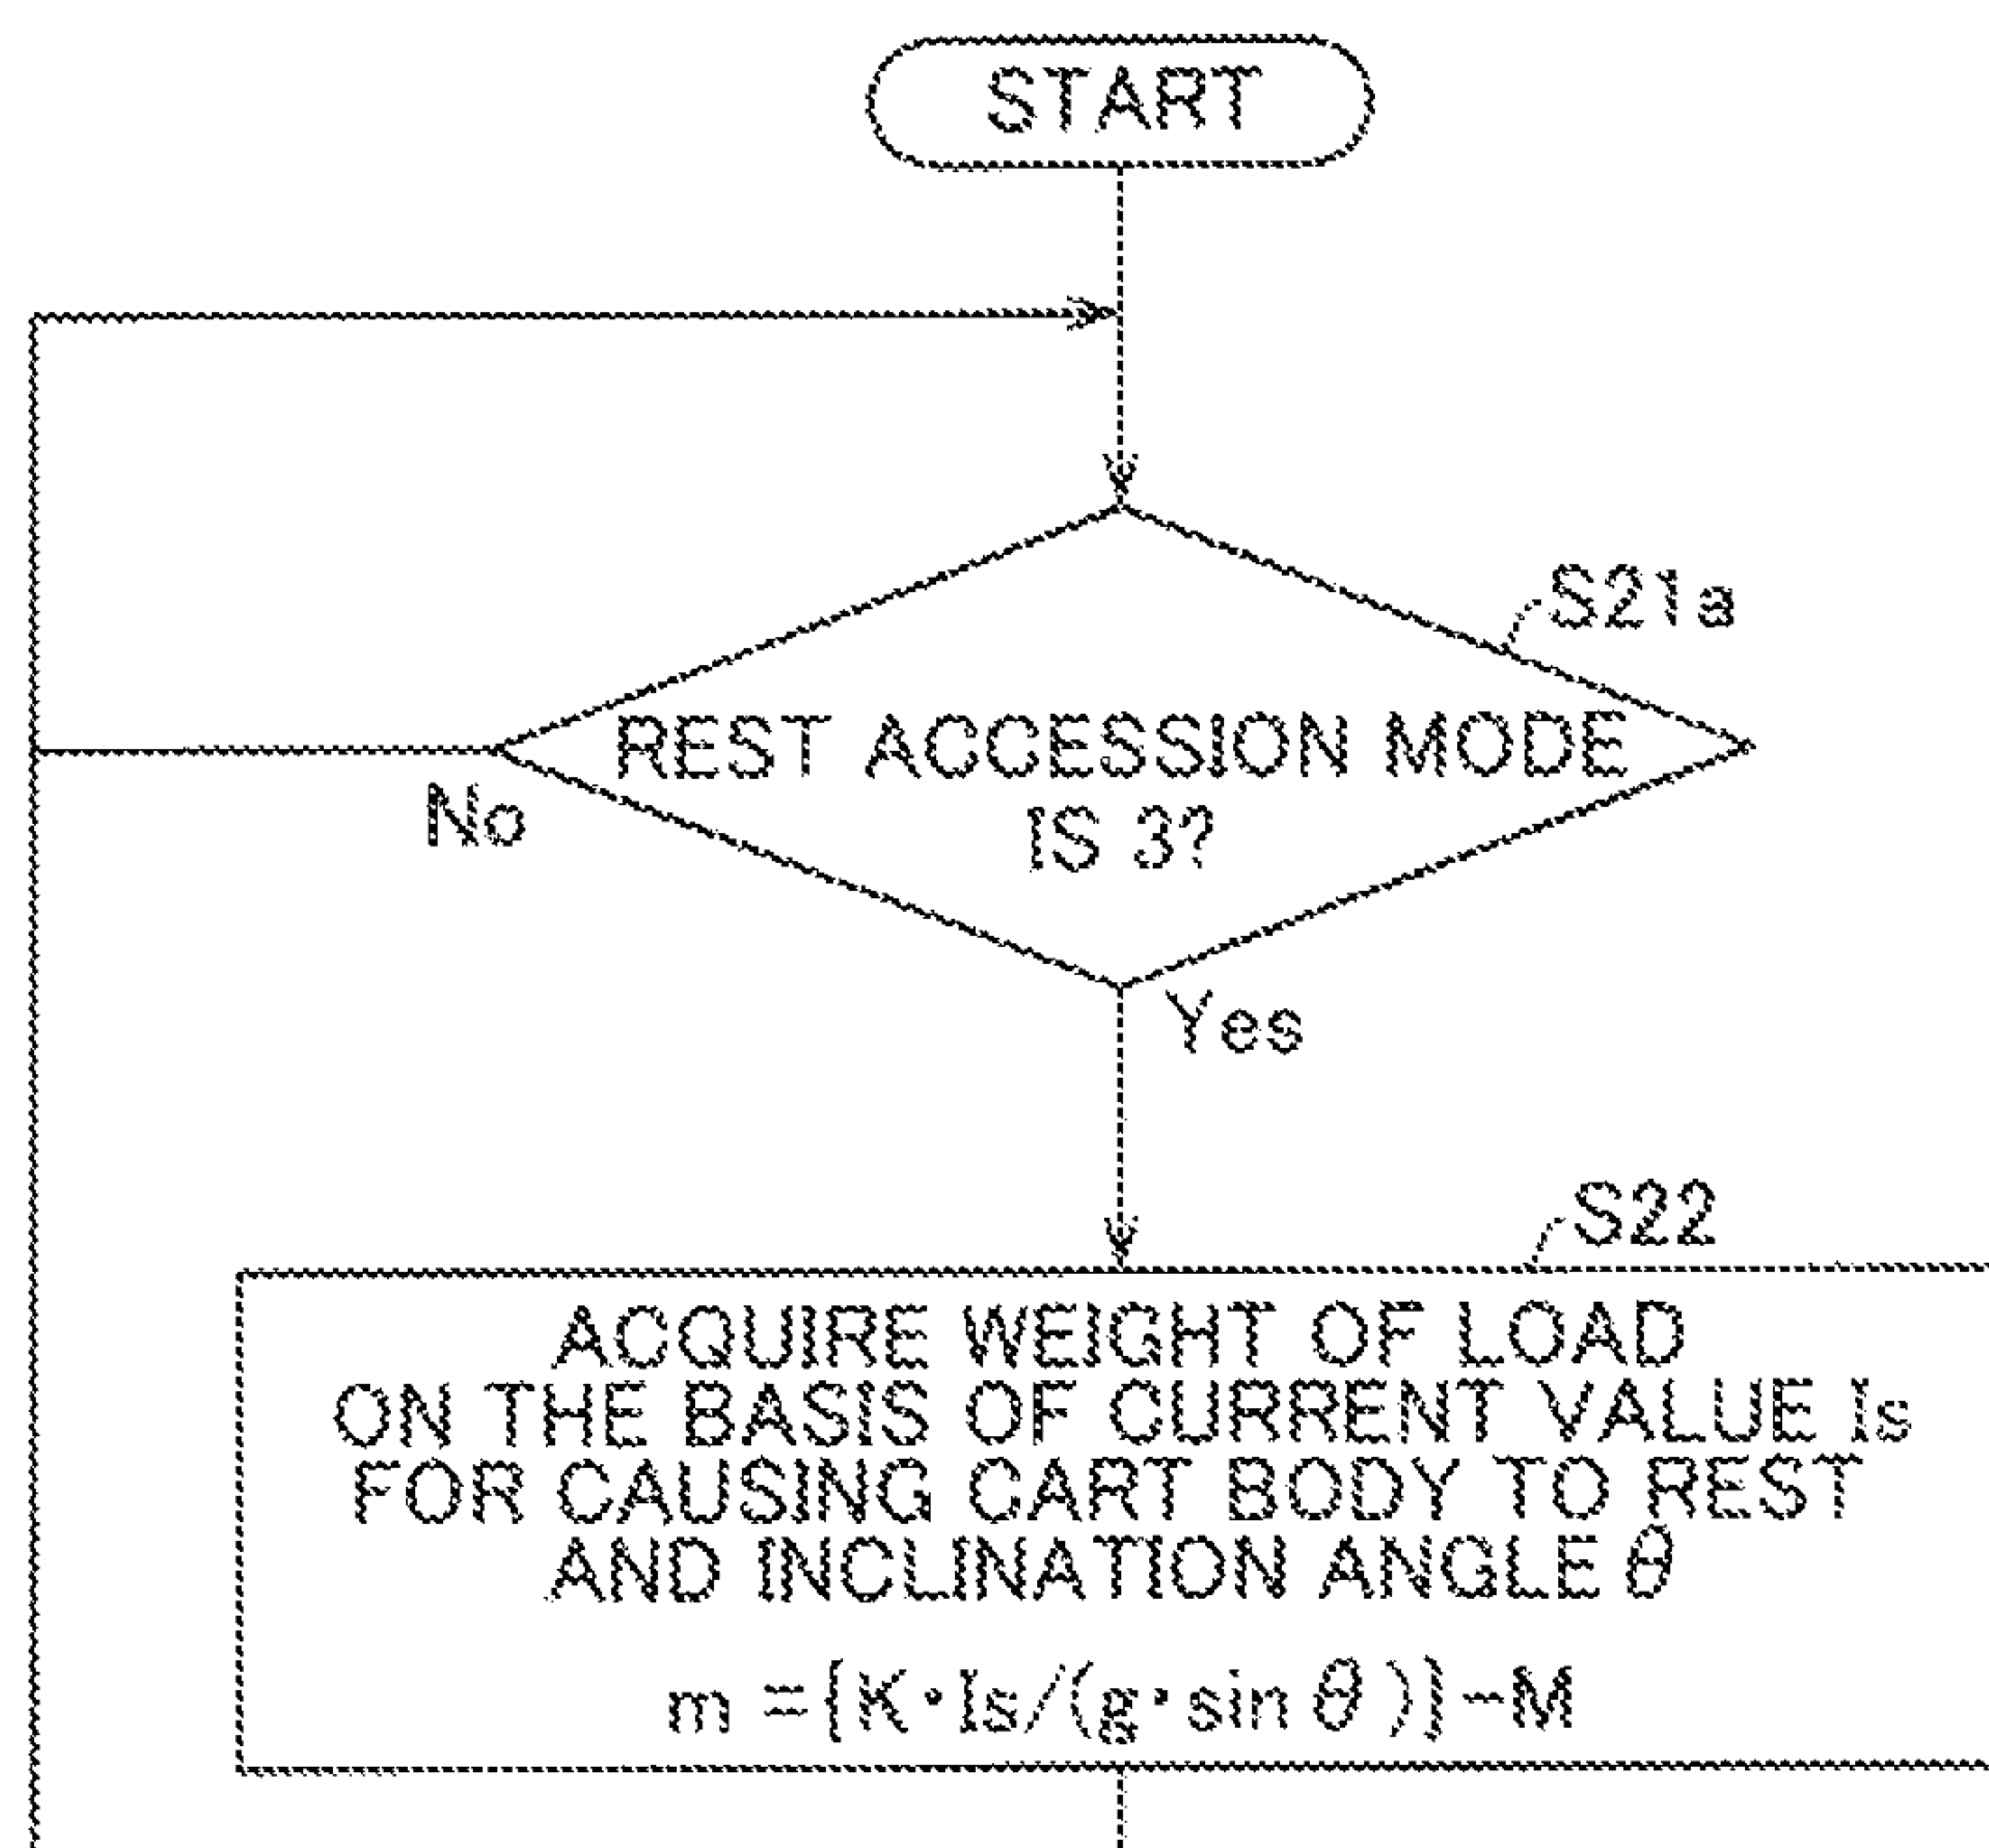 START
S21a
REST ACCESSION MODE
IS 3?
No
Yes
S22
ACQUIRE WEIGHT OF LOAD
ON THE BASIS OF CURRENT VALUE Is
FOR CAUSING CART BODY TO REST
AND INCLINATION ANGLE θ
m = {K・Is/(g・sin θ)} - M